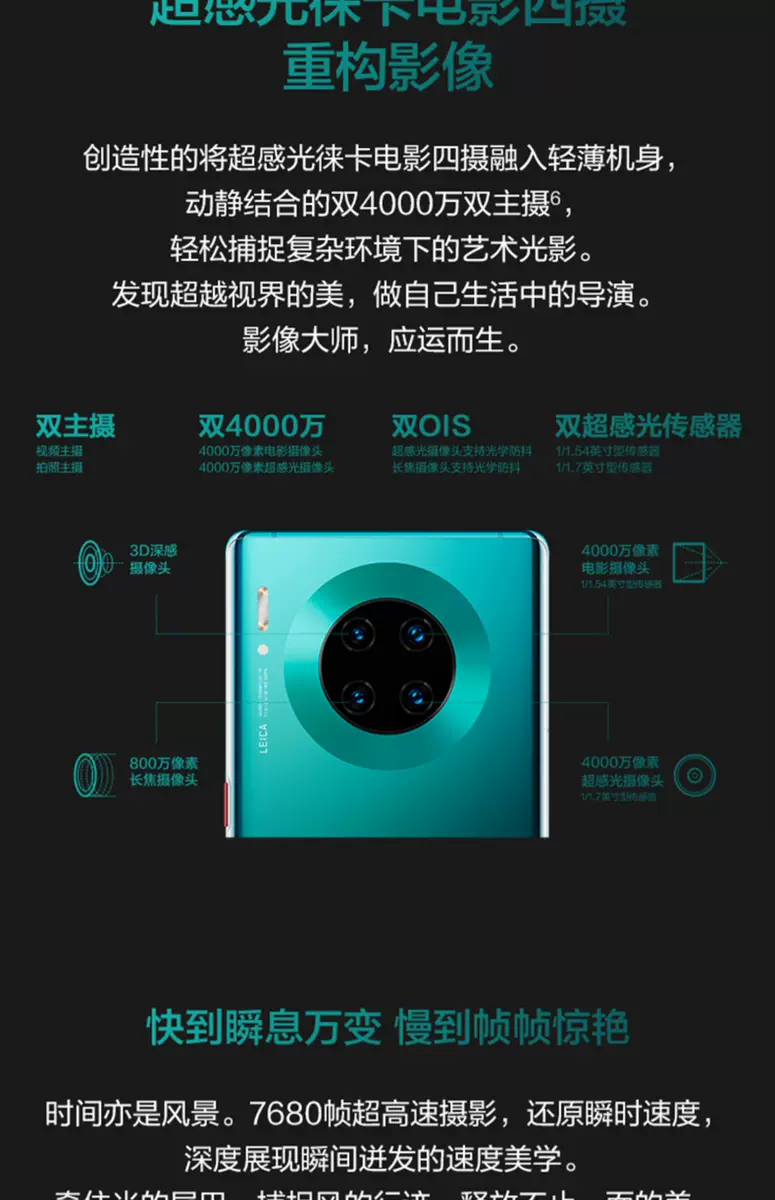 超感光徕卡电影四摄
重构影像
创造性的将超感光徕卡电影四摄融入轻薄机身，
动静结合的双4000万双主摄6，
轻松捕捉复杂环境下的艺术光影。
发现超越视界的美，做自己生活中的导演。
影像大师，应运而生。
双主摄
视频主摄
拍照主摄
双4000万
4000万像素电影摄像头
4000万像素超感光摄像头
双OIS
超感光摄像头支持光学防抖
长焦摄像头支持光学防抖
双超感光传感器
1/1.54英寸型传感器
1/1.7英寸型传感器
3D深感
摄像头
4000万像素
电影摄像头
1/1.54英寸型传感器
LEICA
800万像素
长焦摄像头
4000万像素
超感光摄像头
1/1.7英寸型传感器
快到瞬息万变 慢到帧帧惊艳
时间亦是风景。7680帧超高速摄影，还原瞬时速度，
深度展现瞬间迸发的速度美学。